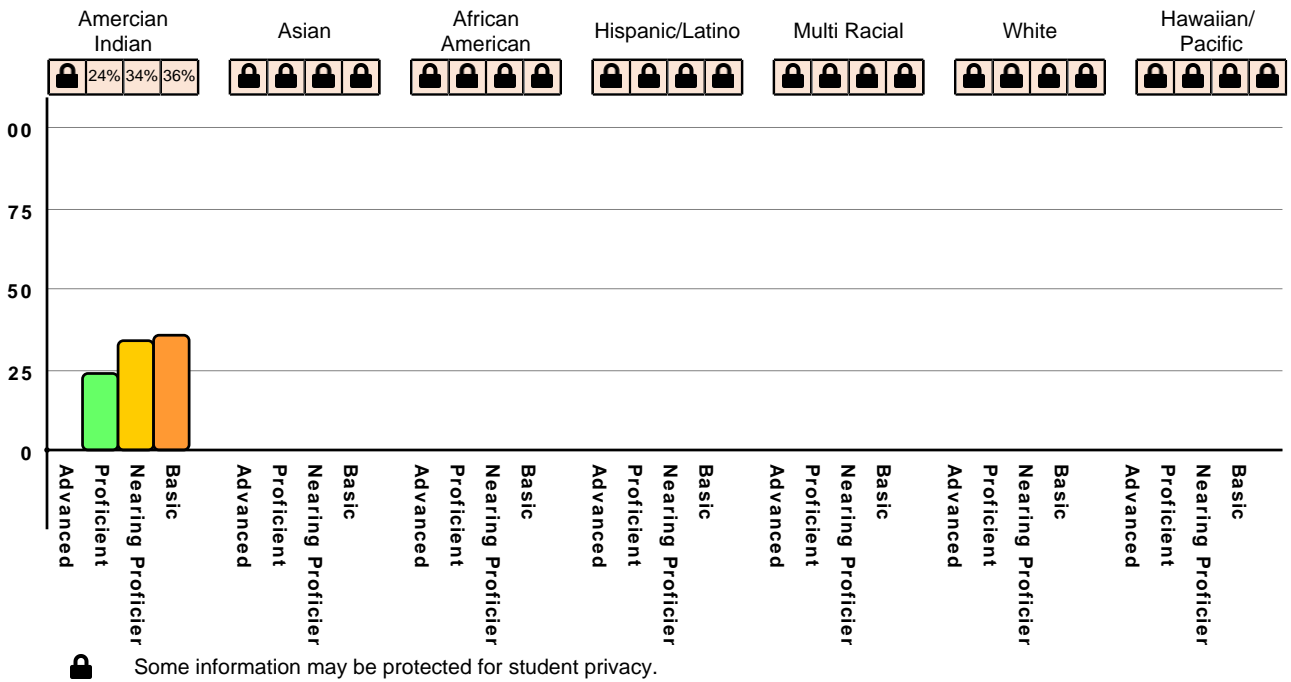 Amercian
Indian
Asian
African
American
Hispanic/Latino
Multi Racial
White
Hawaiian/
Pacific
24% 34% 36%
00
75
50
25
0
Advanced
Proficient
Nearing Proficier
Basic
Advanced
Proficient
Nearing Proficier
Basic
Advanced
Proficient
Nearing Proficier
Basic
Advanced
Proficient
Nearing Proficier
Basic
Advanced
Proficient
Nearing Proficier
Basic
Advanced
Proficient
Nearing Proficier
Basic
Advanced
Proficient
Nearing Proficier
Basic
Some information may be protected for student privacy.